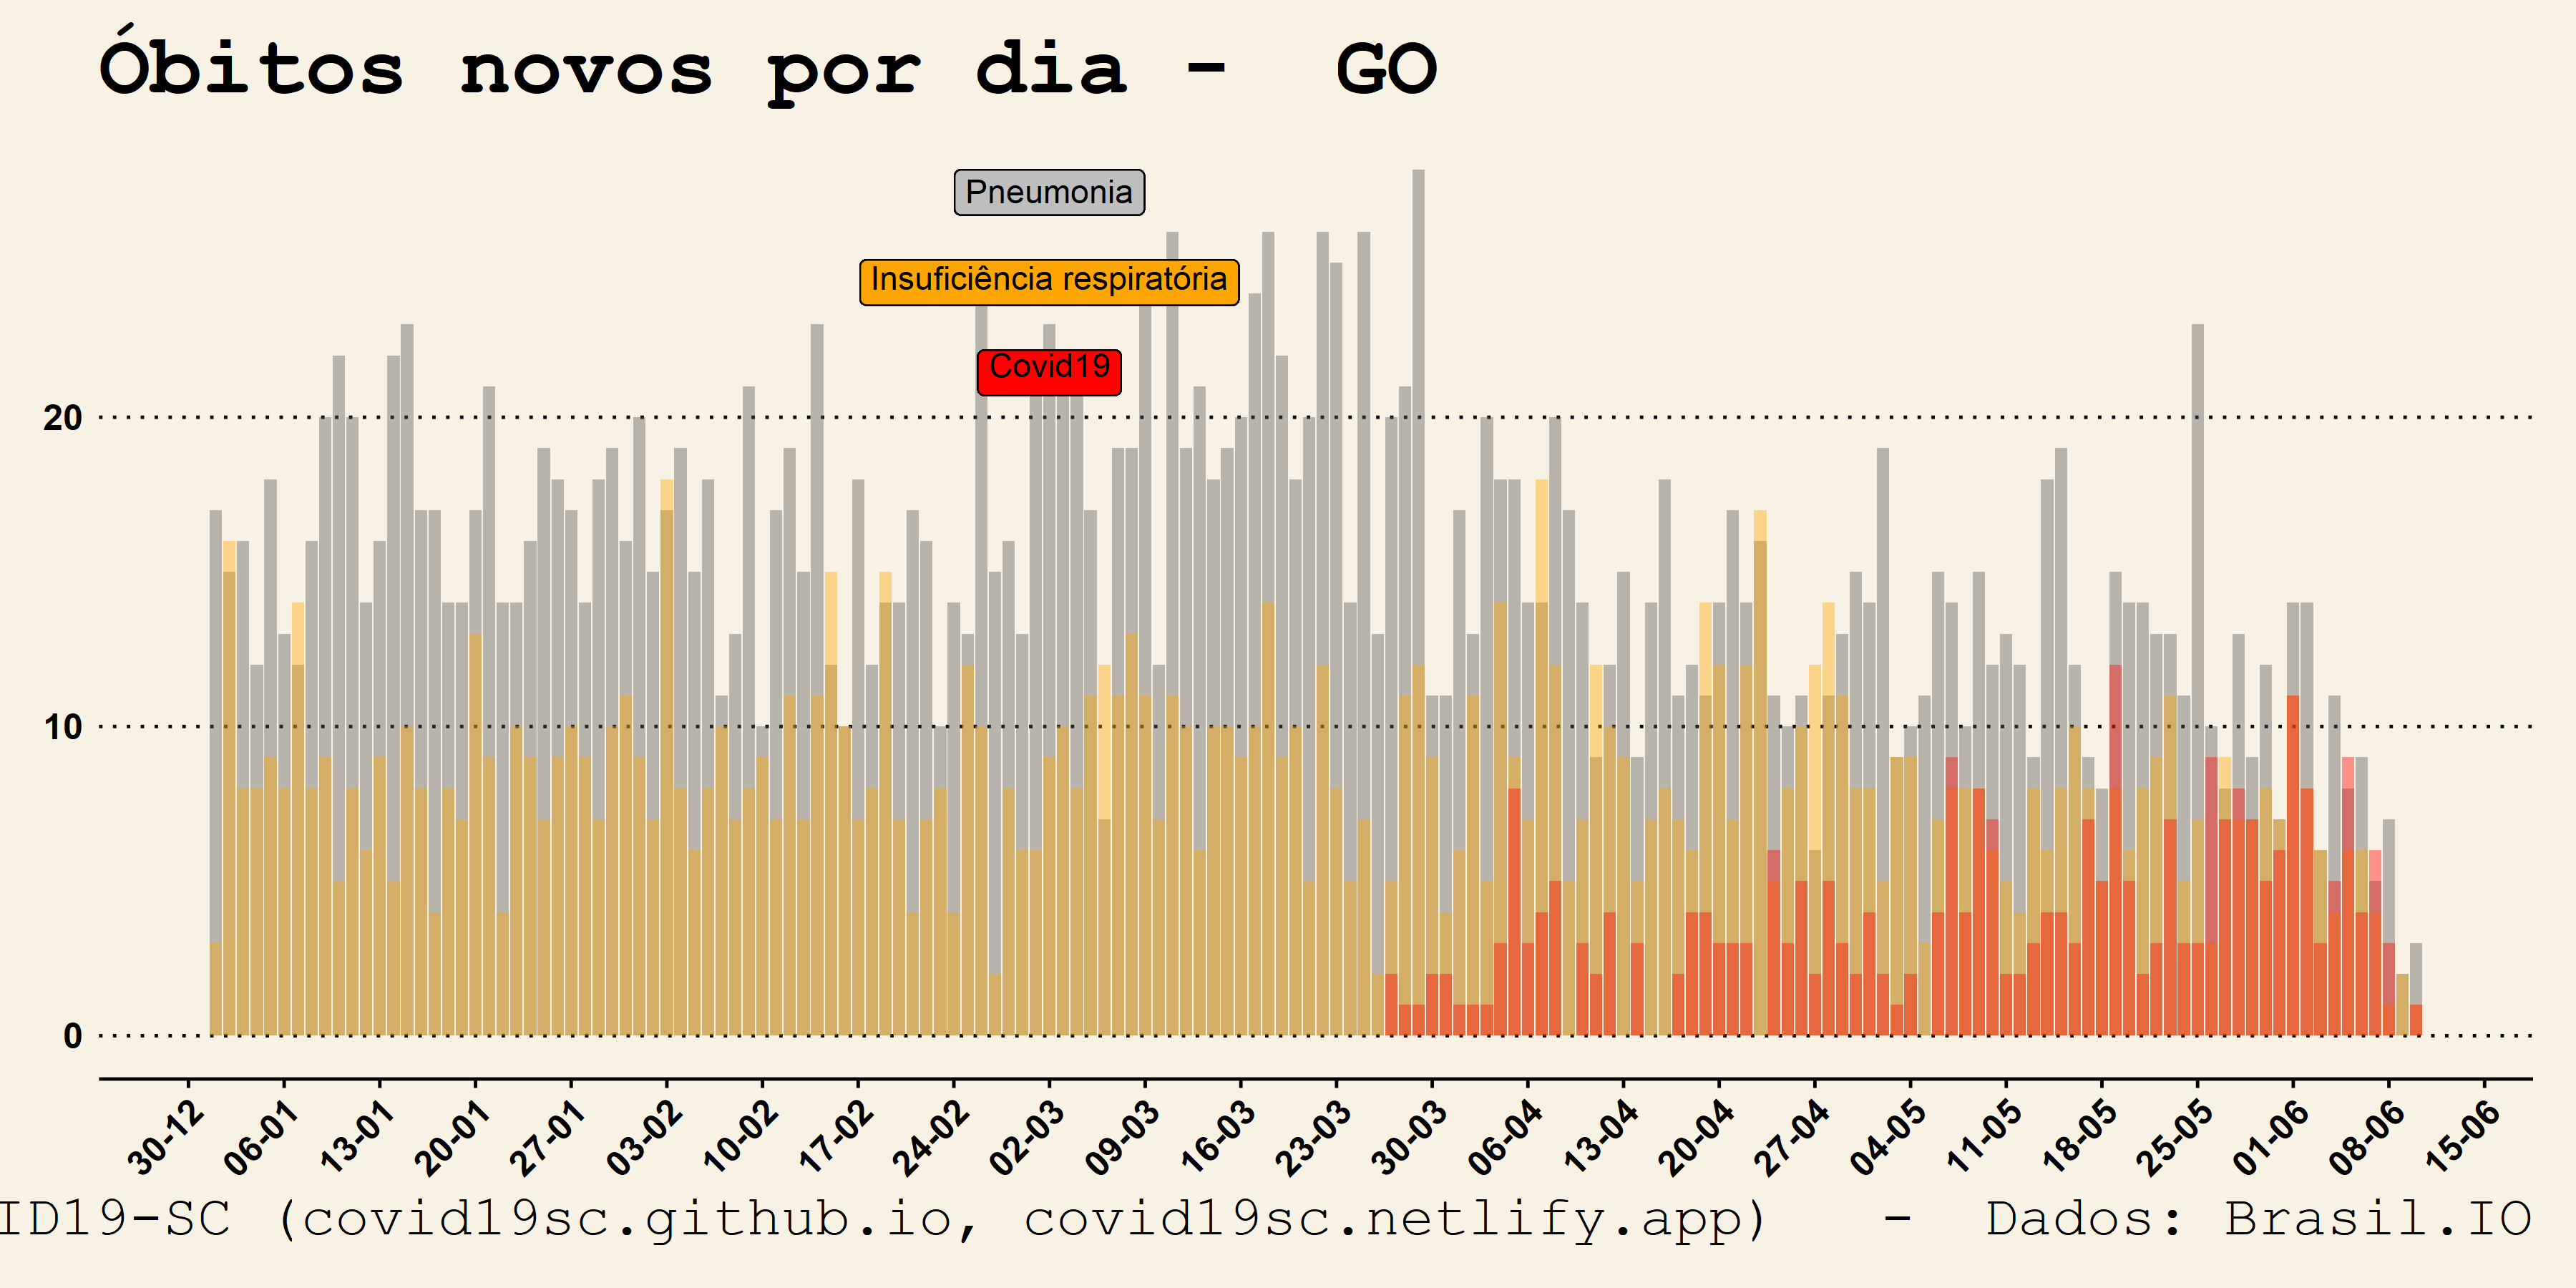 Óbitos novos por dia -  GO
Pneumonia
Insuficiência respiratória
Covid19
20
10
0
30-12 06-01 13-01 20-01 27-01 03-02 10-02 17-02 24-02 02-03 09-03 16-03 23-03 30-03 06-04 13-04 20-04 27-04 04-05 11-05 18-05 25-05 01-06 08-06 15-06
ID19-SC (covid19sc.github.io, covid19sc.netlify.app)  -  Dados: Brasil.IO